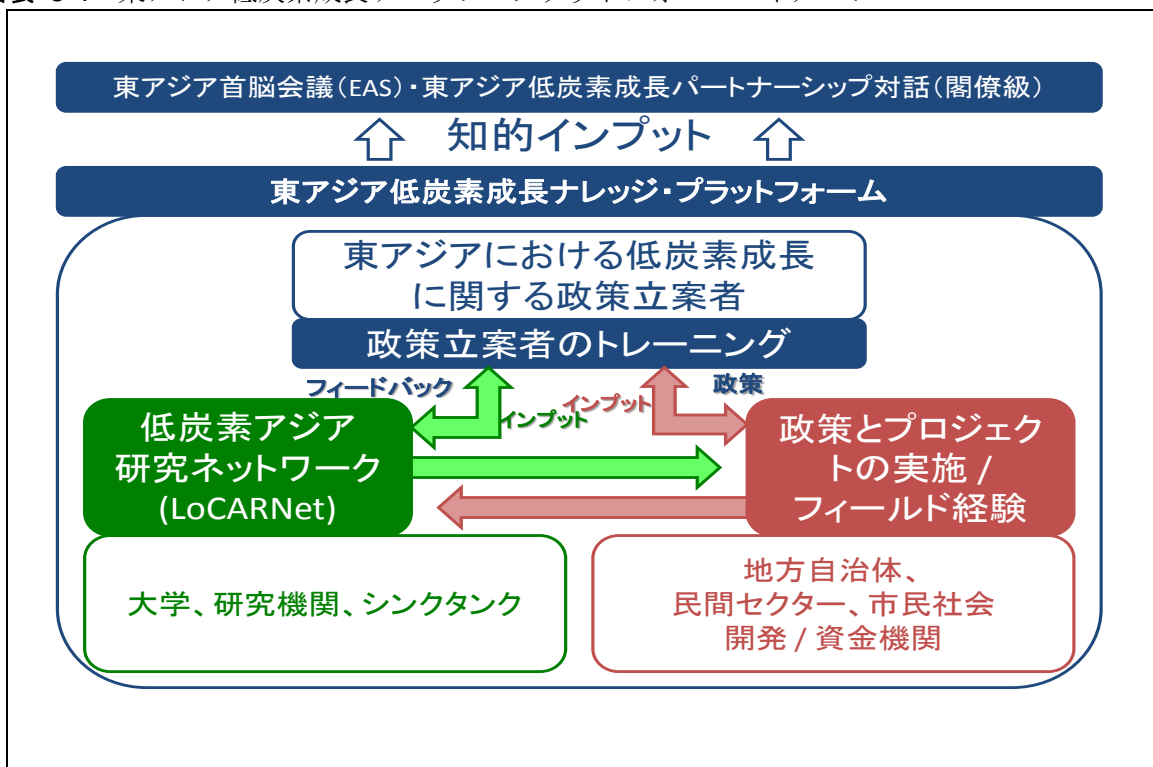 東アジア首脳会議(EAS)・東アジア低炭素成長パートナーシップ対話(閣僚級)
知的インプット
東アジア低炭素成長ナレッジ・プラットフォーム
東アジアにおける低炭素成長
に関する政策立案者
政策立案者のトレーニング
フィードバック
政策
インプット
インプット
低炭素アジア
研究ネットワーク
(LoCARNet)
政策とプロジェク
トの実施 /
フィールド経験
大学、研究機関、シンクタンク
地方自治体、
民間セクター、市民社会
開発 / 資金機関